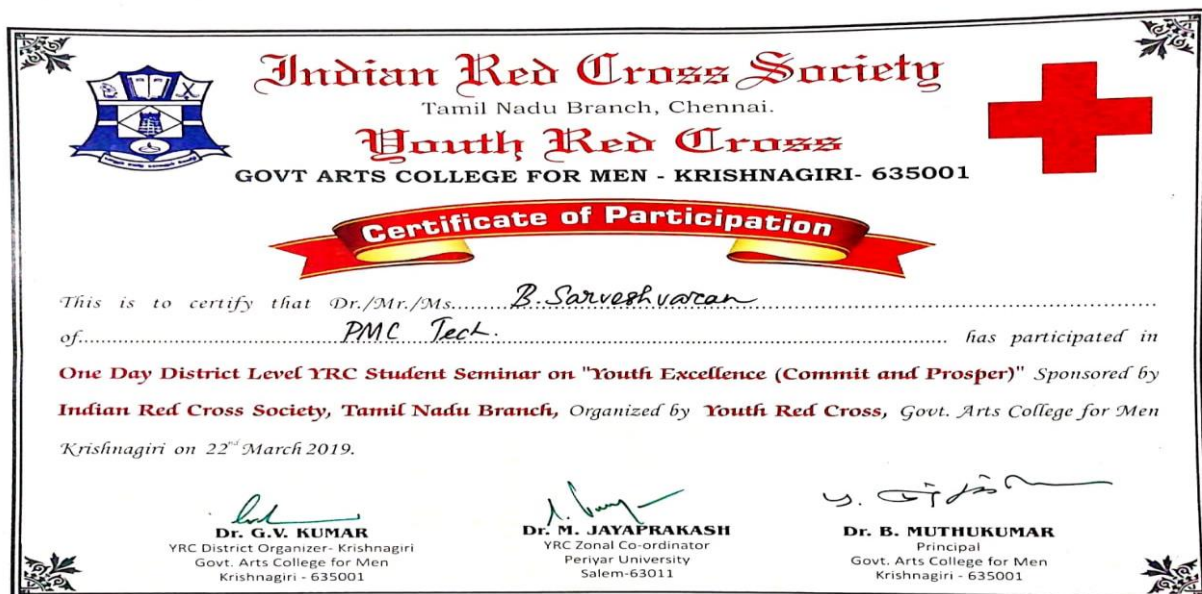 Indian Red Cross Society
Tamil Nadu Branch, Chennai.
Youth Red Cross
GOVT ARTS COLLEGE FOR MEN - KRISHNAGIRI- 635001
Certificate of Participation
This is to certify that Dr./Mr./Ms.......B.Sarveshvaran
of..........PMC Tech...........has participated in
One Day District Level YRC Student Seminar on "Youth Excellence (Commit and Prosper)" Sponsored by
Indian Red Cross Society, Tamil Nadu Branch, Organized by Youth Red Cross, Govt. Arts College for Men
Krishnagiri on 22nd March 2019.
Dr. G.V. KUMAR
YRC District Organizer- Krishnagiri
Govt. Arts College for Men
Krishnagiri - 635001
Dr. M. JAYAPRAKASH
YRC Zonal Co-ordinator
Periyar University
Salem-63011
Dr. B. MUTHUKUMAR
Principal
Govt. Arts College for Men
Krishnagiri - 635001